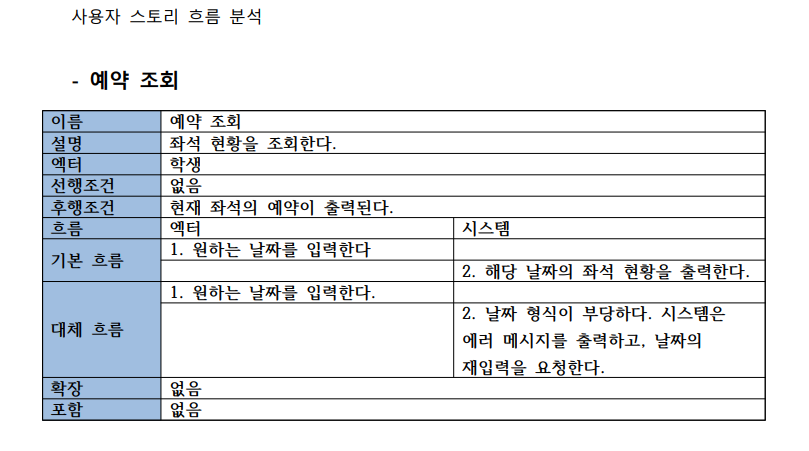 사용자 스토리 흐름 분석
- 예약 조회
이름 예약 조회
설명 좌석 현황을 조회한다.
엑터 학생
선행조건 없음
후행조건 현재 좌석의 예약이 출력된다.
흐름 엑터 시스템
기본 흐름 1. 원하는 날짜를 입력한다
2. 해당 날짜의 좌석 현황을 출력한다.
대체 흐름 1. 원하는 날짜를 입력한다.
2. 날짜 형식이 부당하다. 시스템은
에러 메시지를 출력하고, 날짜의
재입력을 요청한다.
확장 없음
포함 없음